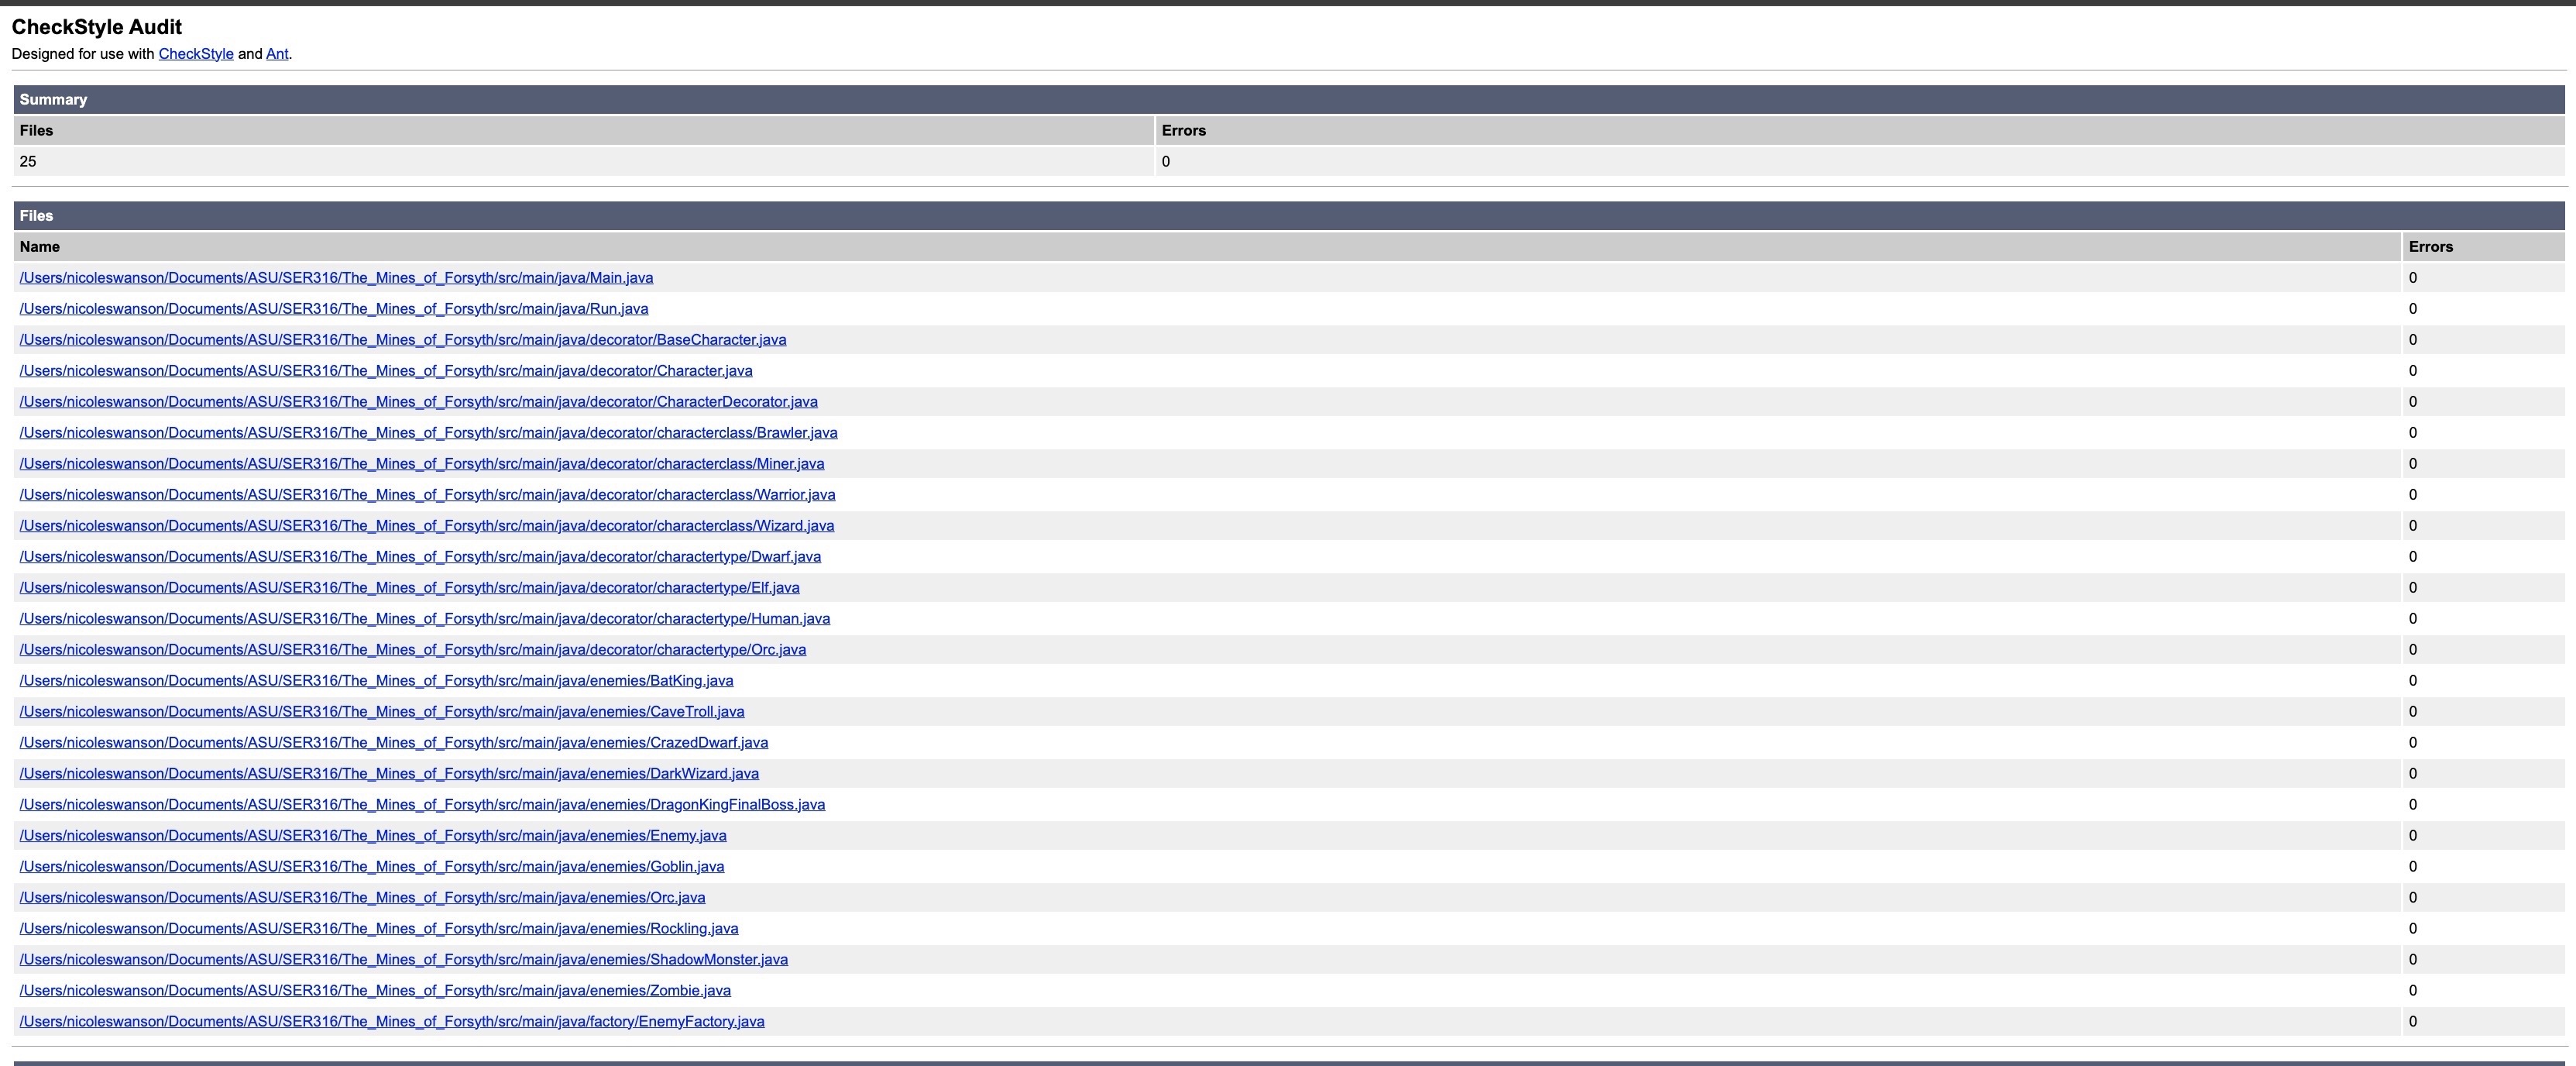 CheckStyle Audit
Designed for use with CheckStyle and Ant.
Summary
Files Errors
25 0
Files
Name Errors
/Users/nicoleswanson/Documents/ASU/SER316/The_Mines_of_Forsyth/src/main/java/Main.java 0
/Users/nicoleswanson/Documents/ASU/SER316/The_Mines_of_Forsyth/src/main/java/Run.java 0
/Users/nicoleswanson/Documents/ASU/SER316/The_Mines_of_Forsyth/src/main/java/decorator/BaseCharacter.java 0
/Users/nicoleswanson/Documents/ASU/SER316/The_Mines_of_Forsyth/src/main/java/decorator/Character.java 0
/Users/nicoleswanson/Documents/ASU/SER316/The_Mines_of_Forsyth/src/main/java/decorator/CharacterDecorator.java 0
/Users/nicoleswanson/Documents/ASU/SER316/The_Mines_of_Forsyth/src/main/java/decorator/characterclass/Brawler.java 0
/Users/nicoleswanson/Documents/ASU/SER316/The_Mines_of_Forsyth/src/main/java/decorator/characterclass/Miner.java 0
/Users/nicoleswanson/Documents/ASU/SER316/The_Mines_of_Forsyth/src/main/java/decorator/characterclass/Warrior.java 0
/Users/nicoleswanson/Documents/ASU/SER316/The_Mines_of_Forsyth/src/main/java/decorator/characterclass/Wizard.java 0
/Users/nicoleswanson/Documents/ASU/SER316/The_Mines_of_Forsyth/src/main/java/decorator/charactertype/Dwarf.java 0
/Users/nicoleswanson/Documents/ASU/SER316/The_Mines_of_Forsyth/src/main/java/decorator/charactertype/Elf.java 0
/Users/nicoleswanson/Documents/ASU/SER316/The_Mines_of_Forsyth/src/main/java/decorator/charactertype/Human.java 0
/Users/nicoleswanson/Documents/ASU/SER316/The_Mines_of_Forsyth/src/main/java/decorator/charactertype/Orc.java 0
/Users/nicoleswanson/Documents/ASU/SER316/The_Mines_of_Forsyth/src/main/java/enemies/BatKing.java 0
/Users/nicoleswanson/Documents/ASU/SER316/The_Mines_of_Forsyth/src/main/java/enemies/CaveTroll.java 0
/Users/nicoleswanson/Documents/ASU/SER316/The_Mines_of_Forsyth/src/main/java/enemies/CrazedDwarf.java 0
/Users/nicoleswanson/Documents/ASU/SER316/The_Mines_of_Forsyth/src/main/java/enemies/DarkWizard.java 0
/Users/nicoleswanson/Documents/ASU/SER316/The_Mines_of_Forsyth/src/main/java/enemies/DragonKingFinalBoss.java 0
/Users/nicoleswanson/Documents/ASU/SER316/The_Mines_of_Forsyth/src/main/java/enemies/Enemy.java 0
/Users/nicoleswanson/Documents/ASU/SER316/The_Mines_of_Forsyth/src/main/java/enemies/Goblin.java 0
/Users/nicoleswanson/Documents/ASU/SER316/The_Mines_of_Forsyth/src/main/java/enemies/Orc.java 0
/Users/nicoleswanson/Documents/ASU/SER316/The_Mines_of_Forsyth/src/main/java/enemies/Rockling.java 0
/Users/nicoleswanson/Documents/ASU/SER316/The_Mines_of_Forsyth/src/main/java/enemies/ShadowMonster.java 0
/Users/nicoleswanson/Documents/ASU/SER316/The_Mines_of_Forsyth/src/main/java/enemies/Zombie.java 0
/Users/nicoleswanson/Documents/ASU/SER316/The_Mines_of_Forsyth/src/main/java/factory/EnemyFactory.java 0